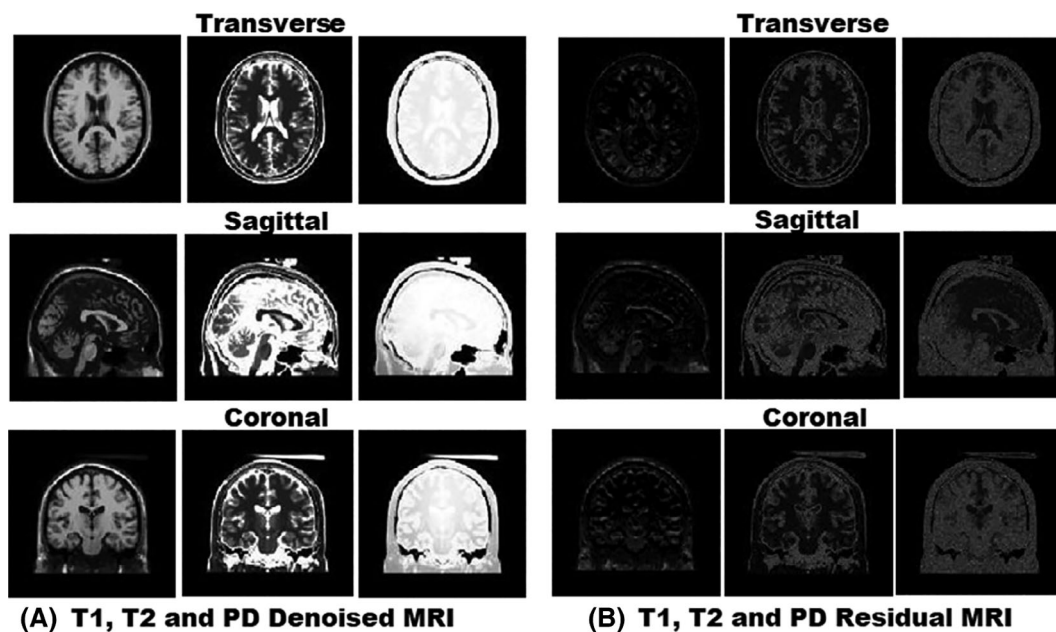 Transverse
Sagittal
Coronal
(A) T1, T2 and PD Denoised MRI
Transverse
Sagittal
Coronal
(B) T1, T2 and PD Residual MRI